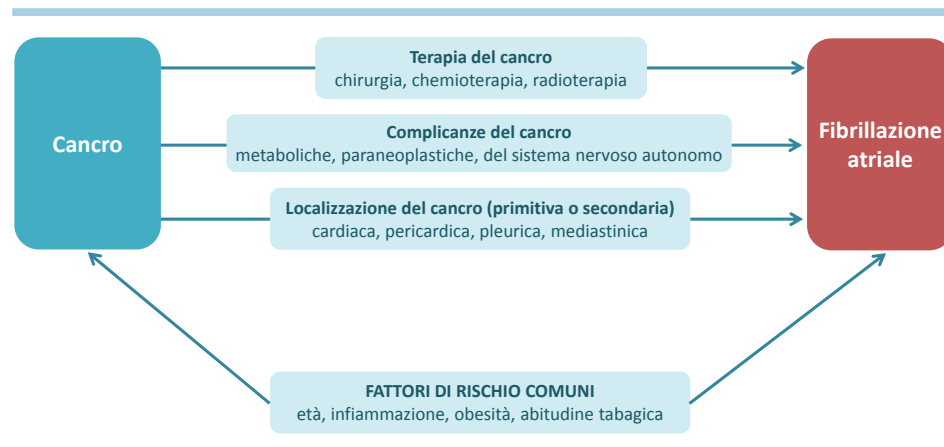 Terapia del cancro
chirurgia, chemioterapia, radioterapia
Cancro
Complicanze del cancro
metaboliche, paraneoplastiche, del sistema nervoso autonomo
Fibrillazione
atriale
Localizzazione del cancro (primitiva o secondaria)
cardiaca, pericardica, pleurica, mediastinica
FATTORI DI RISCHIO COMUNI
età, infiammazione, obesità, abitudine tabagica